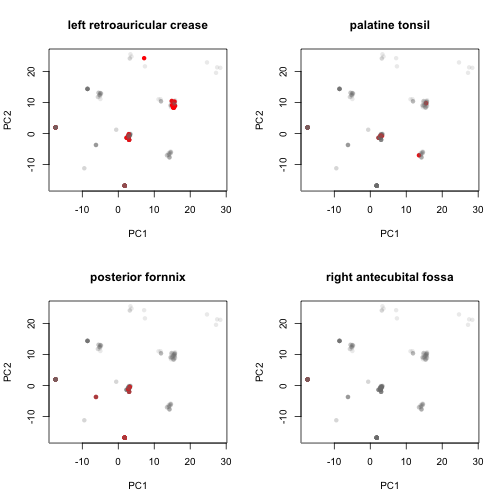 left retroauricular crease
PC2
20
10
0
-10
-10 0 10 20 30
PC1
palatine tonsil
PC2
20
10
0
-10
-10 0 10 20 30
PC1
posterior fornnix
PC2
20
10
0
-10
-10 0 10 20 30
PC1
right antecubital fossa
PC2
20
10
0
-10
-10 0 10 20 30
PC1